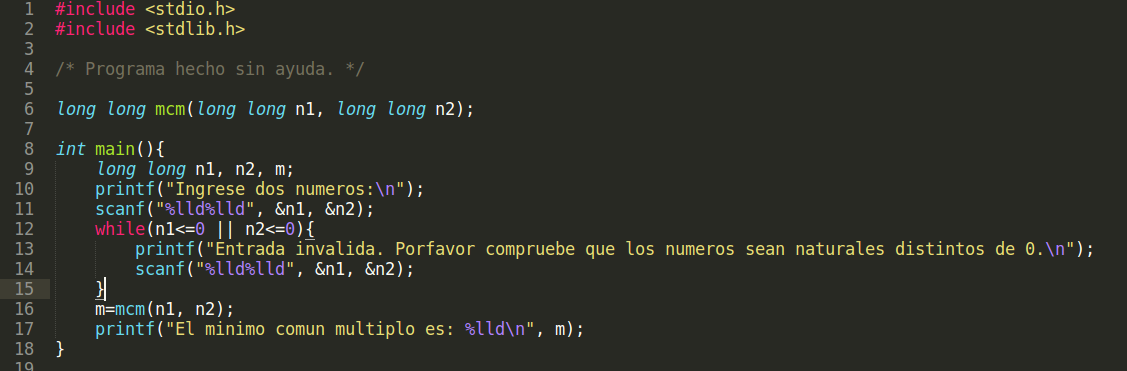 1 #include <stdio.h>
2 #include <stdlib.h>
3
4 /* Programa hecho sin ayuda. */
5
6 long long mcm(long long n1, long long n2);
7
8 int main(){
9 long long n1, n2, m;
10 printf("Ingrese dos numeros:\n");
11 scanf("%lld%lld", &n1, &n2);
12 while(n1<=0 || n2<=0){
13 printf("Entrada invalida. Porfavor compruebe que los numeros sean naturales distintos de 0.\n");
14 scanf("%lld%lld", &n1, &n2);
15 }
16 m=mcm(n1, n2);
17 printf("El minimo comun multiplo es: %lld\n", m);
18 }
19